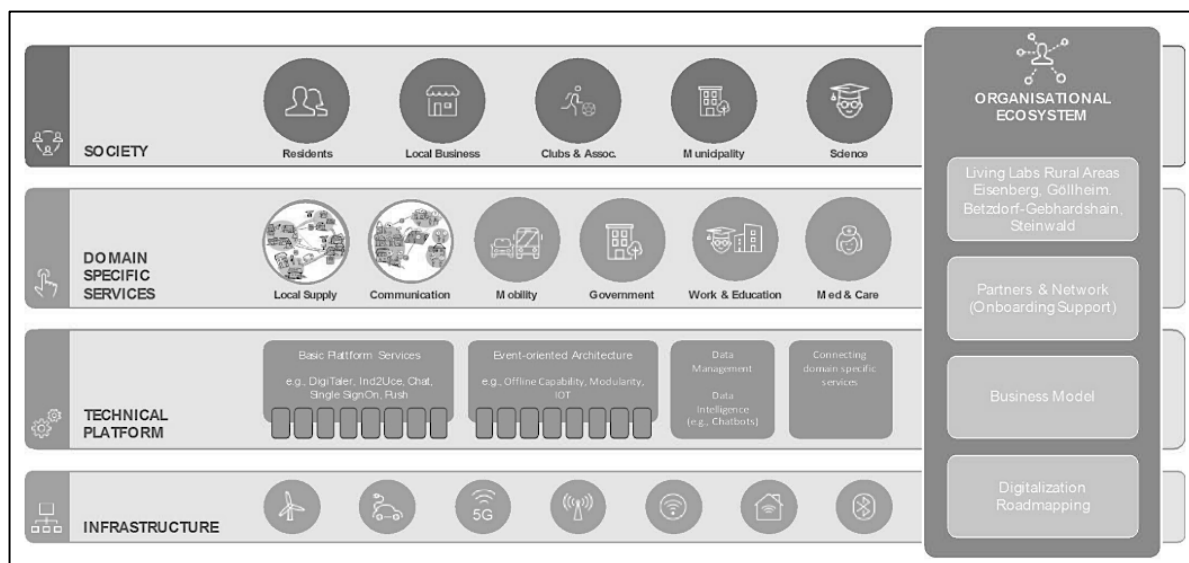 SOCIETY
Residents
Local Business
Clubs & Assoc.
Municipality
Science
DOMAIN
SPECIFIC
SERVICES
Local Supply
Communication
Mobility
Government
Work & Education
Med & Care
TECHNICAL
PLATFORM
Basic Plattform Services
e.g., DigiTaler, Ind2Uce, Chat,
Single SignOn, Push
Event-oriented Architecture
e.g., Offline Capability, Modularity,
IOT
Data
Management
Data
Intelligence
(e.g., Chatbots)
Connecting
domain specific
services
INFRASTRUCTURE
5G
ORGANISATIONAL
ECOSYSTEM
Living Labs Rural Areas
Eisenberg, Göllheim.
Betzdorf-Gebhardshain,
Steinwald
Partners & Network
(Onboarding Support)
Business Model
Digitalization
Roadmapping